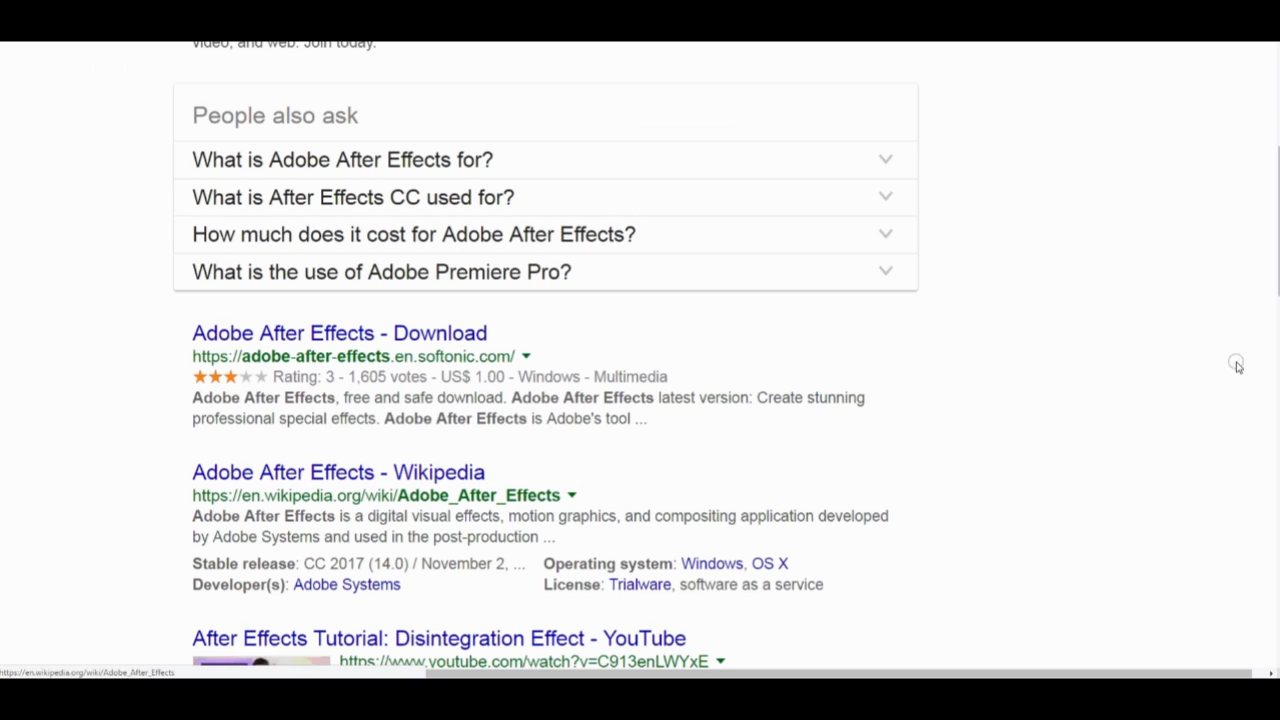 video, and web. Join today.
People also ask
What is Adobe After Effects for?
What is After Effects CC used for?
How much does it cost for Adobe After Effects?
What is the use of Adobe Premiere Pro?
Adobe After Effects - Download
https://adobe-after-effects.en.softonic.com/
Rating: 3 - 1,605 votes - US$ 1.00 - Windows - Multimedia
Adobe After Effects, free and safe download. Adobe After Effects latest version: Create stunning
professional special effects. Adobe After Effects is Adobe's tool ...
Adobe After Effects - Wikipedia
https://en.wikipedia.org/wiki/Adobe_After_Effects
Adobe After Effects is a digital visual effects, motion graphics, and compositing application developed
by Adobe Systems and used in the post-production ...
Stable release: CC 2017 (14.0) / November 2, ... Operating system: Windows, OS X
Developer(s): Adobe Systems License: Trialware, software as a service
After Effects Tutorial: Disintegration Effect - YouTube
https://www.youtube.com/watch?v=C913enLWYxE
https://en.wikipedia.org/wiki/Adobe_After_Effects